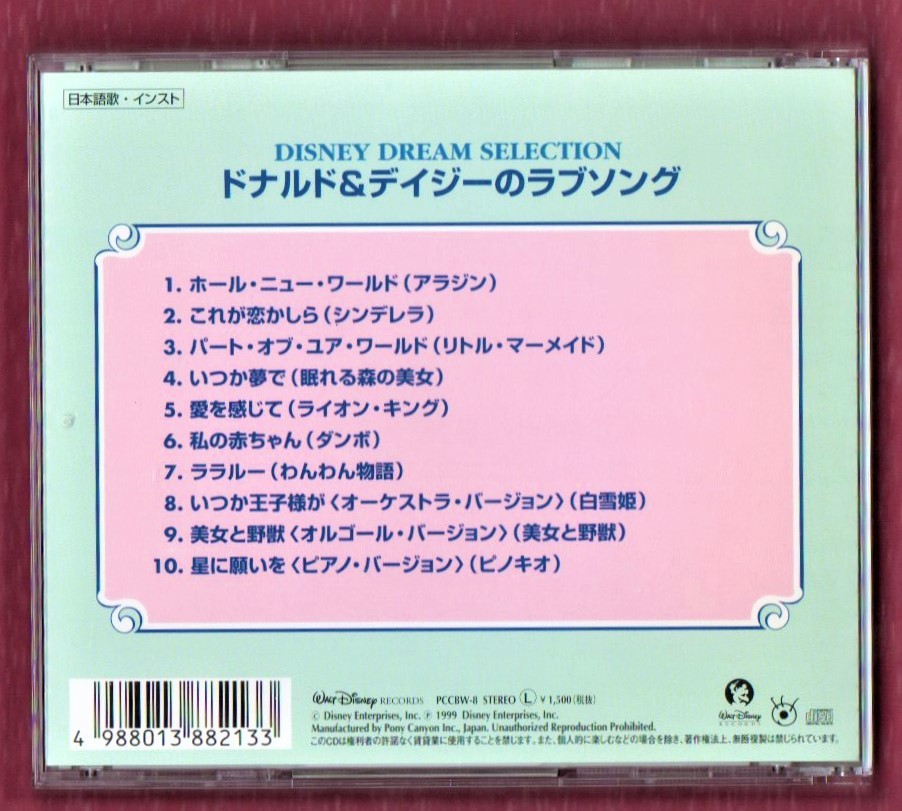 日本語歌・インスト
DISNEY DREAM SELECTION
ドナルド&デイジーのラブソング
1. ホール・ニュー・ワールド(アラジン)
2. これが恋かしら(シンデレラ)
3. パート・オブ・ユア・ワールド(リトル・マーメイド)
4. いつか夢で(眠れる森の美女)
5. 愛を感じて(ライオン・キング)
6. 私の赤ちゃん(ダンボ)
7. ララルー(わんわん物語)
8. いつか王子様が〈オーケストラ・バージョン〉(白雪姫)
9. 美女と野獣〈オルゴール・バージョン〉(美女と野獣)
10. 星に願いを〈ピアノ・バージョン〉(ピノキオ)
4 988013 882133
WALT DISNEY RECORDS PCCBW-8 STEREO Ⓛ ¥1,500(税抜)
© Disney Enterprises, Inc. ℗ 1999 Disney Enterprises, Inc.
Manufactured by Pony Canyon Inc., Japan. Unauthorized Reproduction Prohibited.
このCDは権利者の許諾なく賃貸業に使用することを禁じます。また、個人的に楽しむなどの場合を除き、著作権法上、無断複製は禁じられています。
WALT DISNEY RECORDS